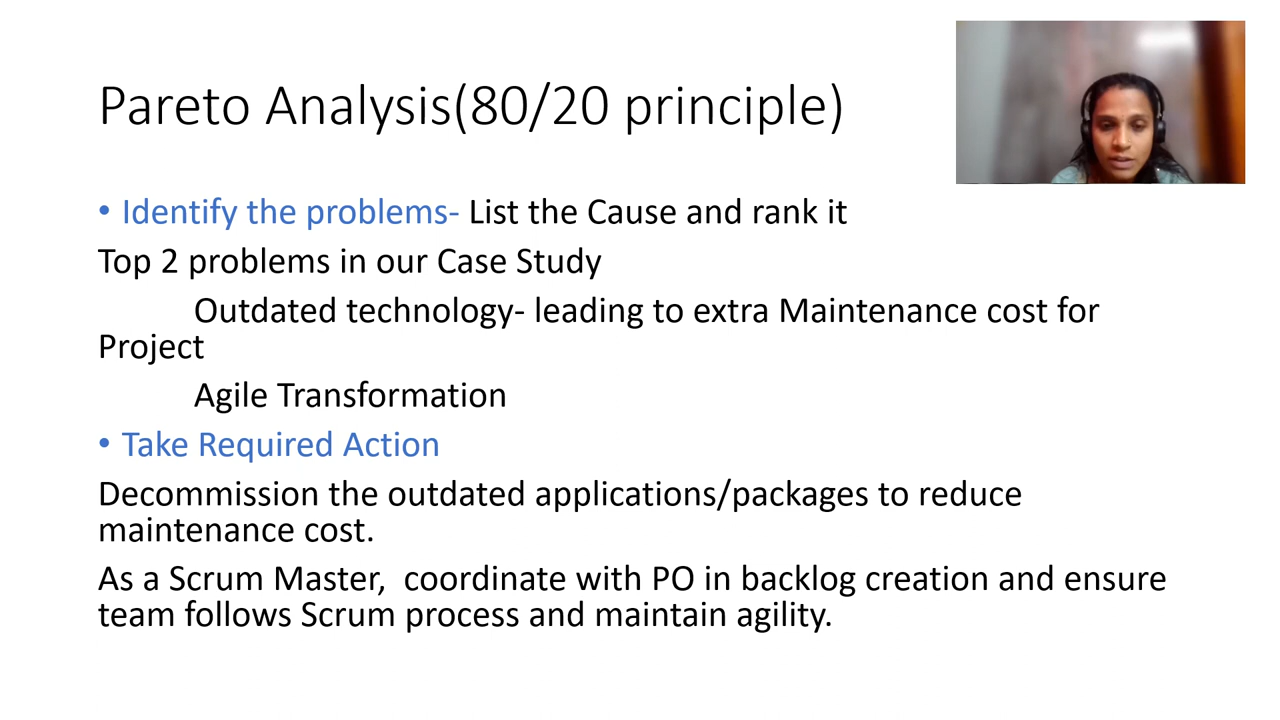 Pareto Analysis(80/20 principle)
• Identify the problems- List the Cause and rank it
Top 2 problems in our Case Study
Outdated technology- leading to extra Maintenance cost for
Project
Agile Transformation
• Take Required Action
Decommission the outdated applications/packages to reduce
maintenance cost.
As a Scrum Master,  coordinate with PO in backlog creation and ensure
team follows Scrum process and maintain agility.